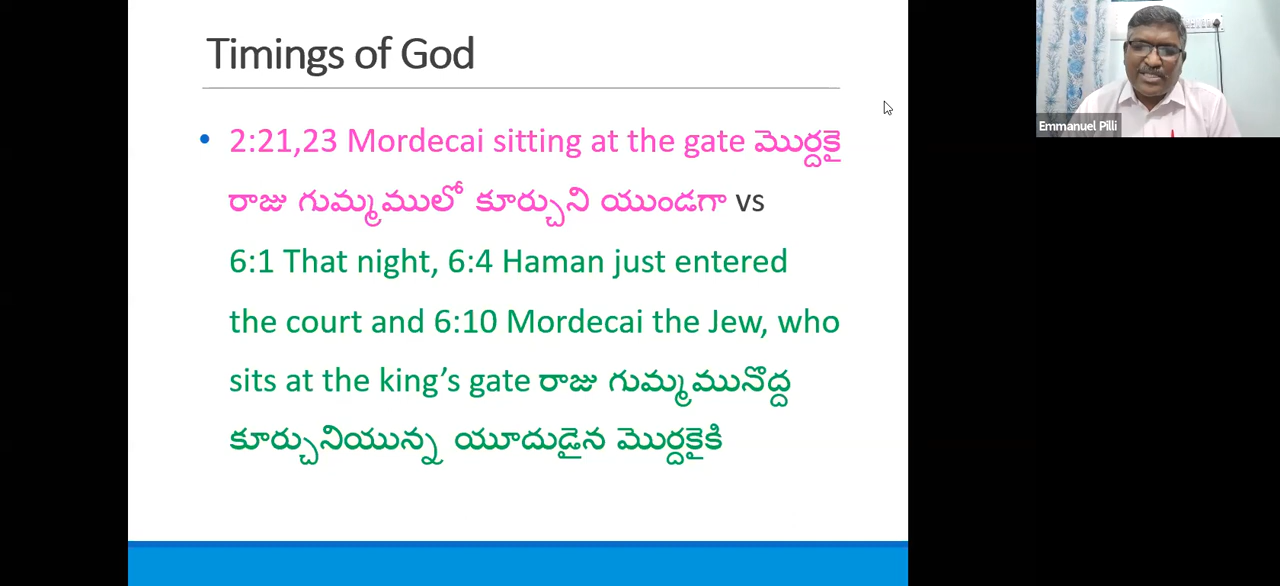 Timings of God
Emmanuel Pilli
• 2:21,23 Mordecai sitting at the gate మొర్దకై
రాజు గుమ్మములో కూర్చుని యుండగా vs
6:1 That night, 6:4 Haman just entered
the court and 6:10 Mordecai the Jew, who
sits at the king’s gate రాజు గుమ్మమునొద్ద
కూర్చునియున్న యూదుడైన మొర్దకైకి